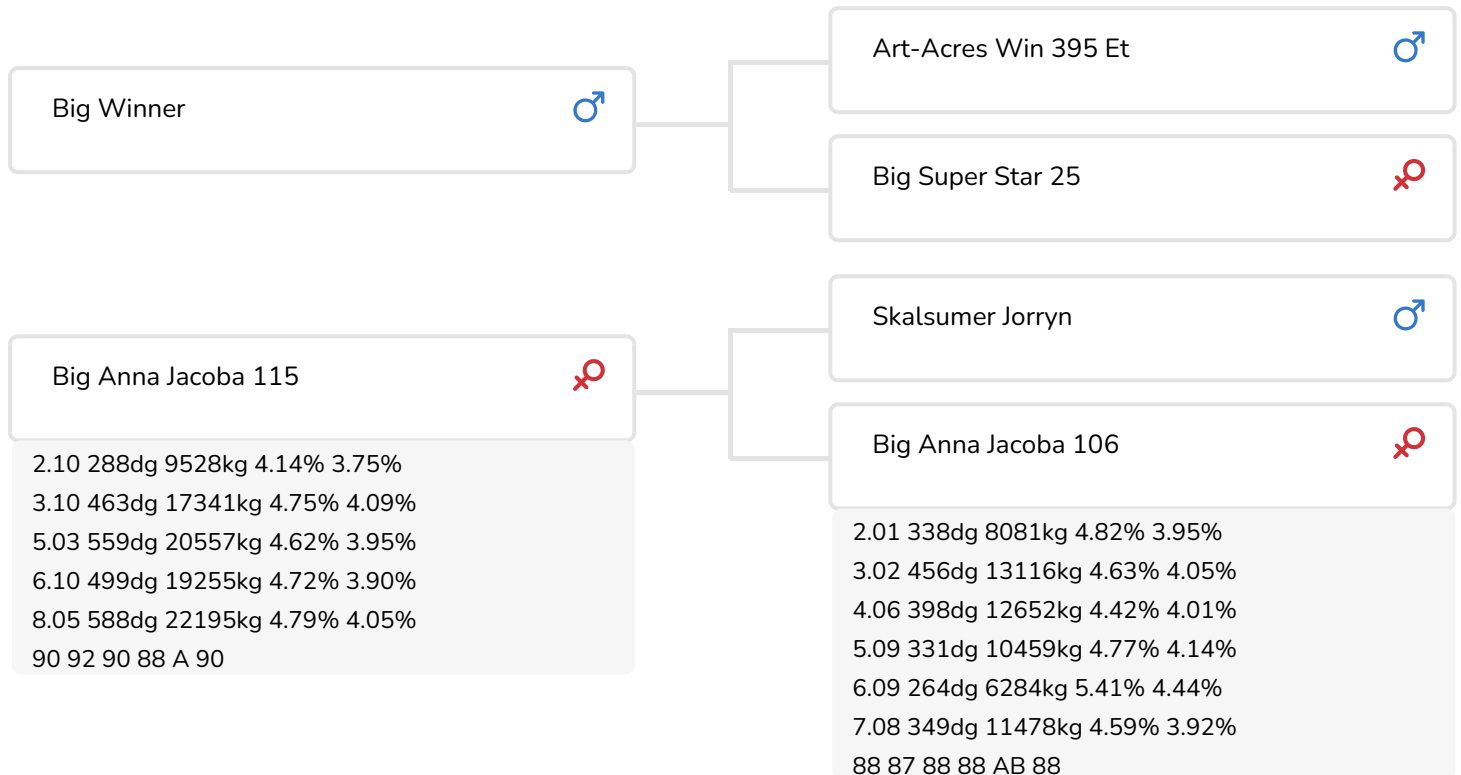 Big Winner
Art-Acres Win 395 Et
Big Super Star 25
Big Anna Jacoba 115
2.10 288dg 9528kg 4.14% 3.75%
3.10 463dg 17341kg 4.75% 4.09%
5.03 559dg 20557kg 4.62% 3.95%
6.10 499dg 19255kg 4.72% 3.90%
8.05 588dg 22195kg 4.79% 4.05%
90 92 90 88 A 90
Skalsumer Jorryn
Big Anna Jacoba 106
2.01 338dg 8081kg 4.82% 3.95%
3.02 456dg 13116kg 4.63% 4.05%
4.06 398dg 12652kg 4.42% 4.01%
5.09 331dg 10459kg 4.77% 4.14%
6.09 264dg 6284kg 5.41% 4.44%
7.08 349dg 11478kg 4.59% 3.92%
88 87 88 88 AB 88